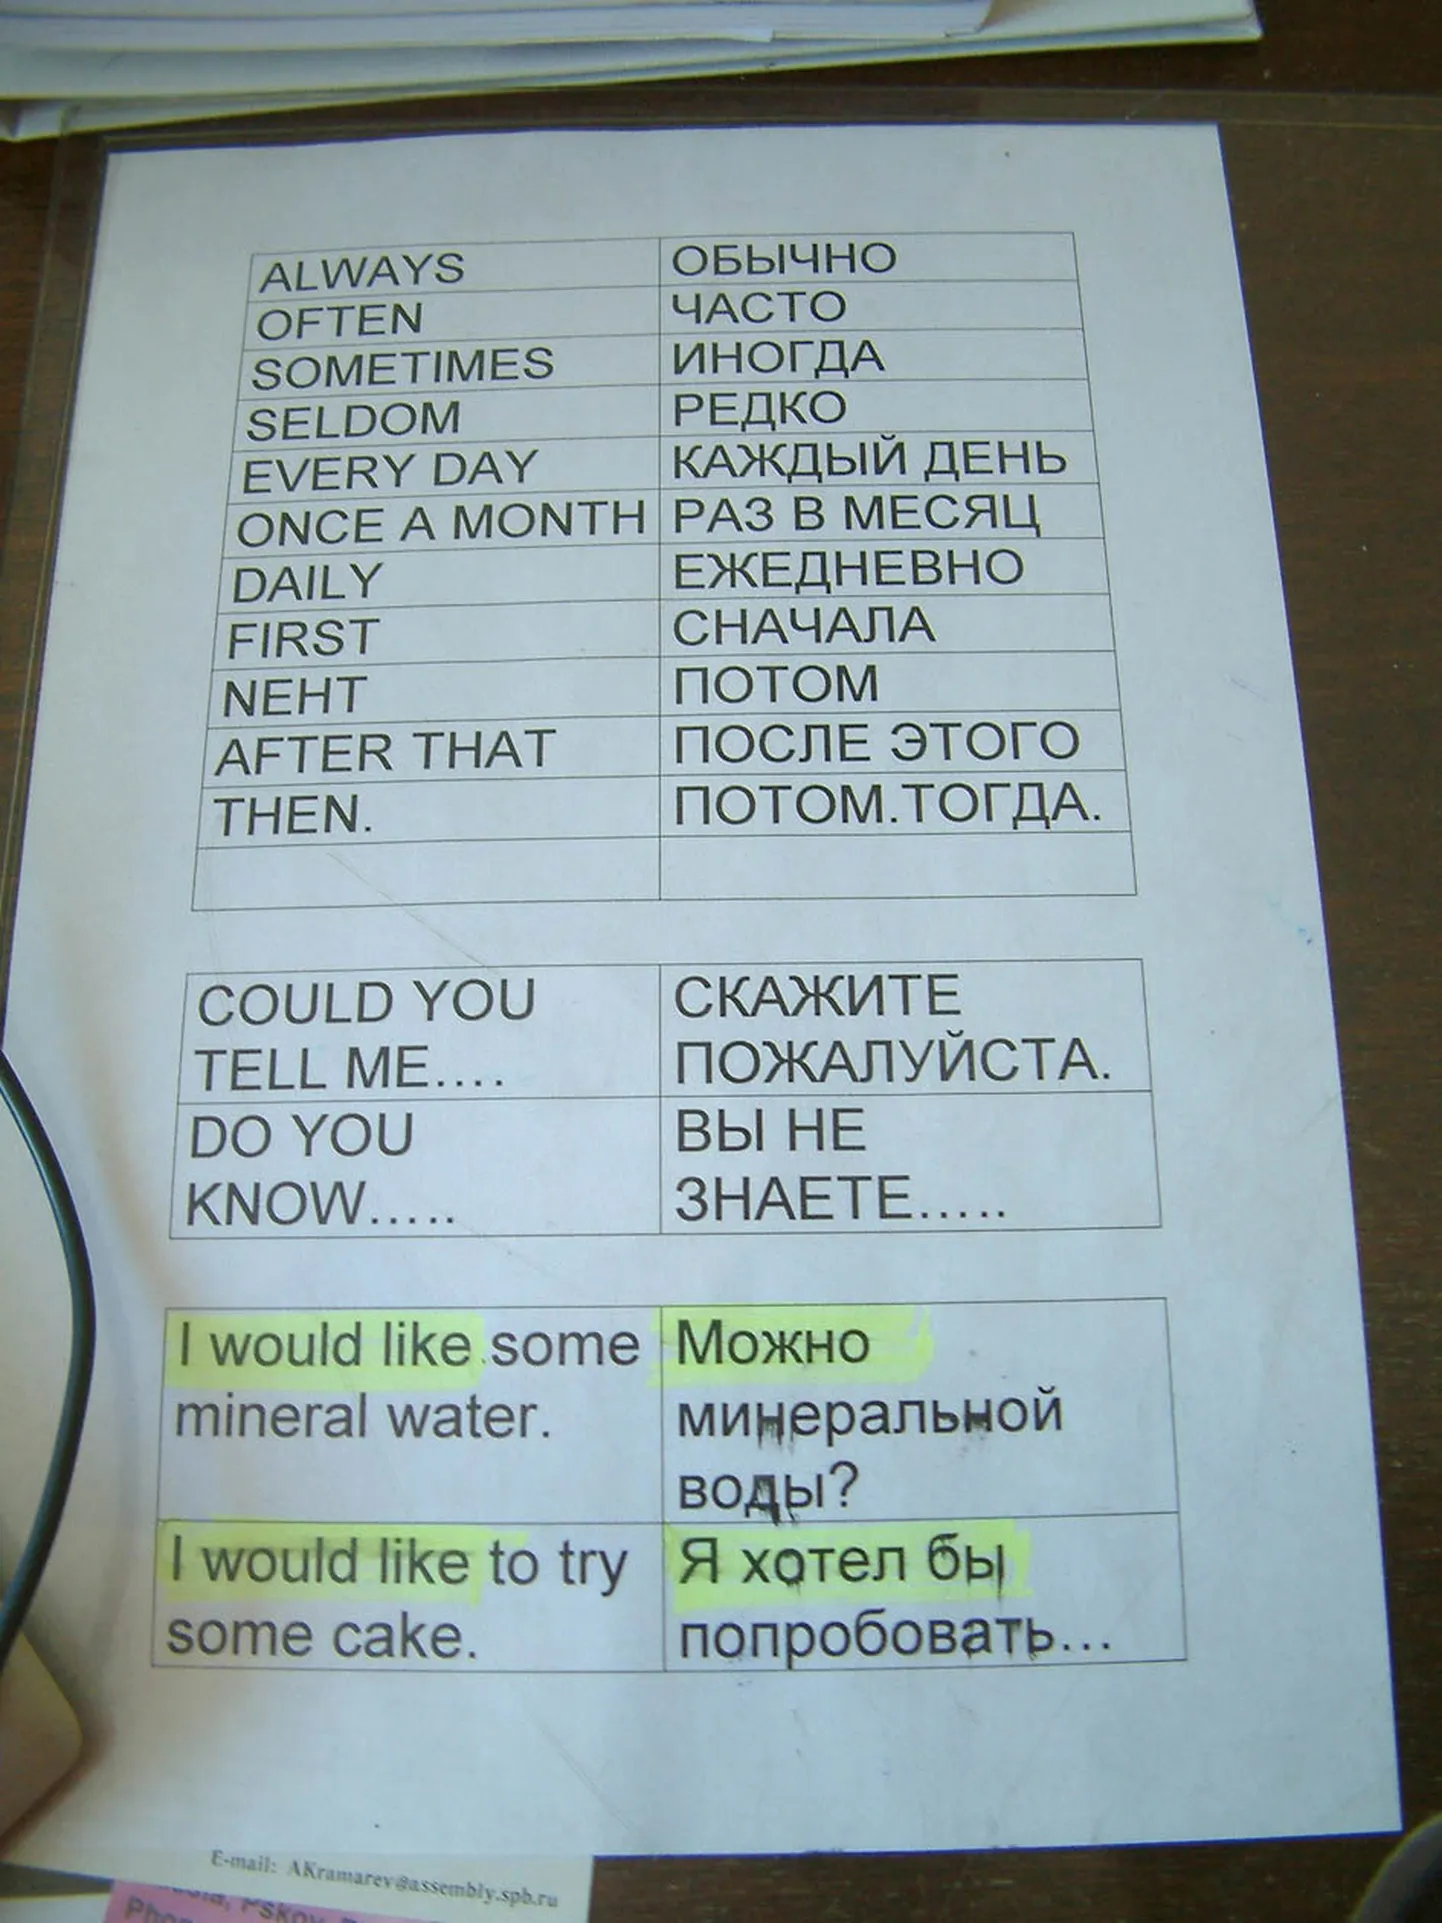 ALWAYS ОБЫЧНО
OFTEN ЧАСТО
SOMETIMES ИНОГДА
SELDOM РЕДКО
EVERY DAY КАЖДЫЙ ДЕНЬ
ONCE A MONTH РАЗ В МЕСЯЦ
DAILY ЕЖЕДНЕВНО
FIRST СНАЧАЛА
NEHT ПОТОМ
AFTER THAT ПОСЛЕ ЭТОГО
THEN. ПОТОМ.ТОГДА.
COULD YOU
TELL ME....
СКАЖИТЕ
ПОЖАЛУЙСТА.
DO YOU
KNOW.....
ВЫ НЕ
ЗНАЕТЕ.....
I would like some
mineral water.
Можно
минеральной
воды?
I would like to try
some cake.
Я хотел бы
попробовать...
E-mail: AKramarev@assembly.spb.ru
Pskov